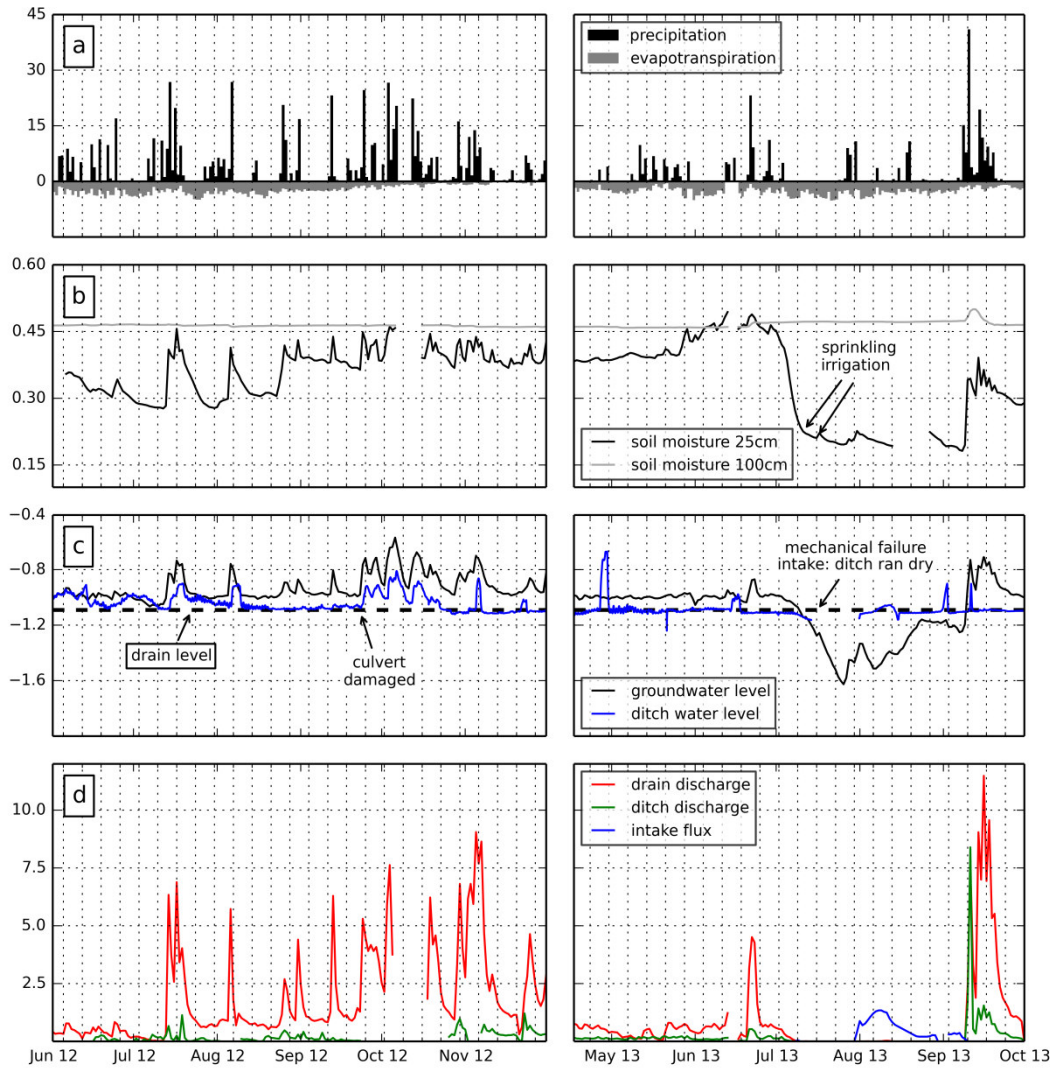 45
30
15
0
a
precipitation
evapotranspiration
0.60
0.45
0.30
0.15
b
sprinkling
irrigation
soil moisture 25cm
soil moisture 100cm
−0.4
−0.8
−1.2
−1.6
c
drain level
culvert
damaged
mechanical failure
intake: ditch ran dry
groundwater level
ditch water level
10.0
7.5
5.0
2.5
d
drain discharge
ditch discharge
intake flux
Jun 12 Jul 12 Aug 12 Sep 12 Oct 12 Nov 12 May 13 Jun 13 Jul 13 Aug 13 Sep 13 Oct 13